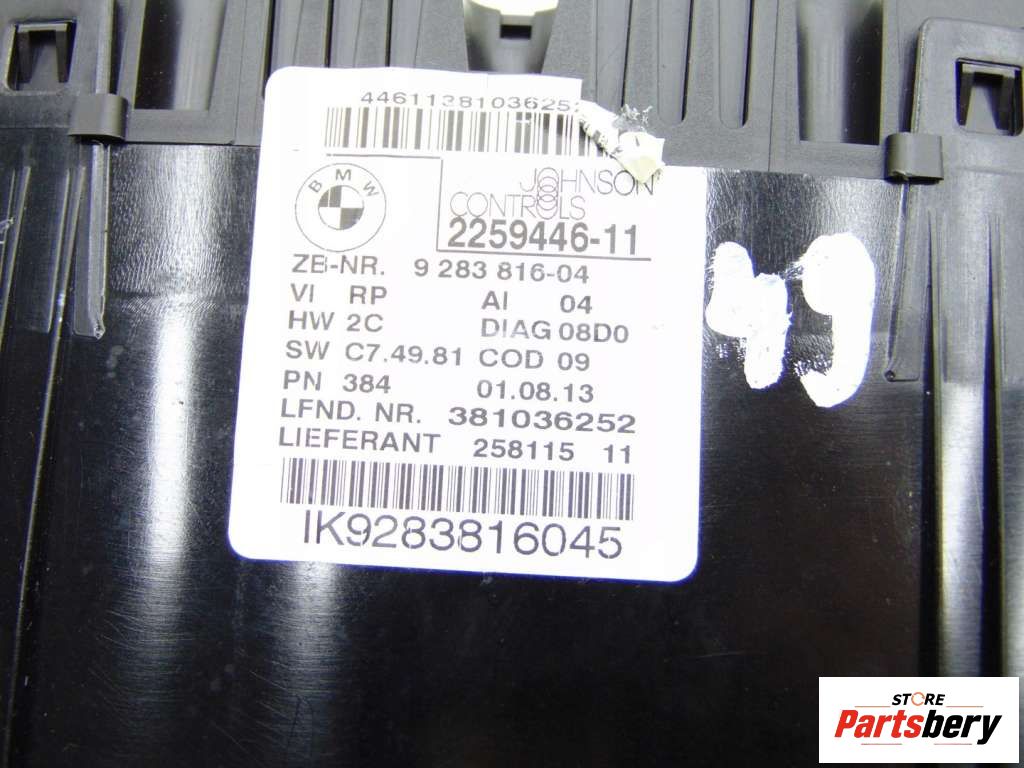 4461138103625
BMW
JOHNSON
CONTROLS
2259446-11
ZB-NR. 9 283 816-04
VI RP AI 04
HW 2C DIAG 08D0
SW C7.49.81 COD 09
PN 384 01.08.13
LFND. NR. 381036252
LIEFERANT 258115 11
IK9283816045
STORE
Partsbery